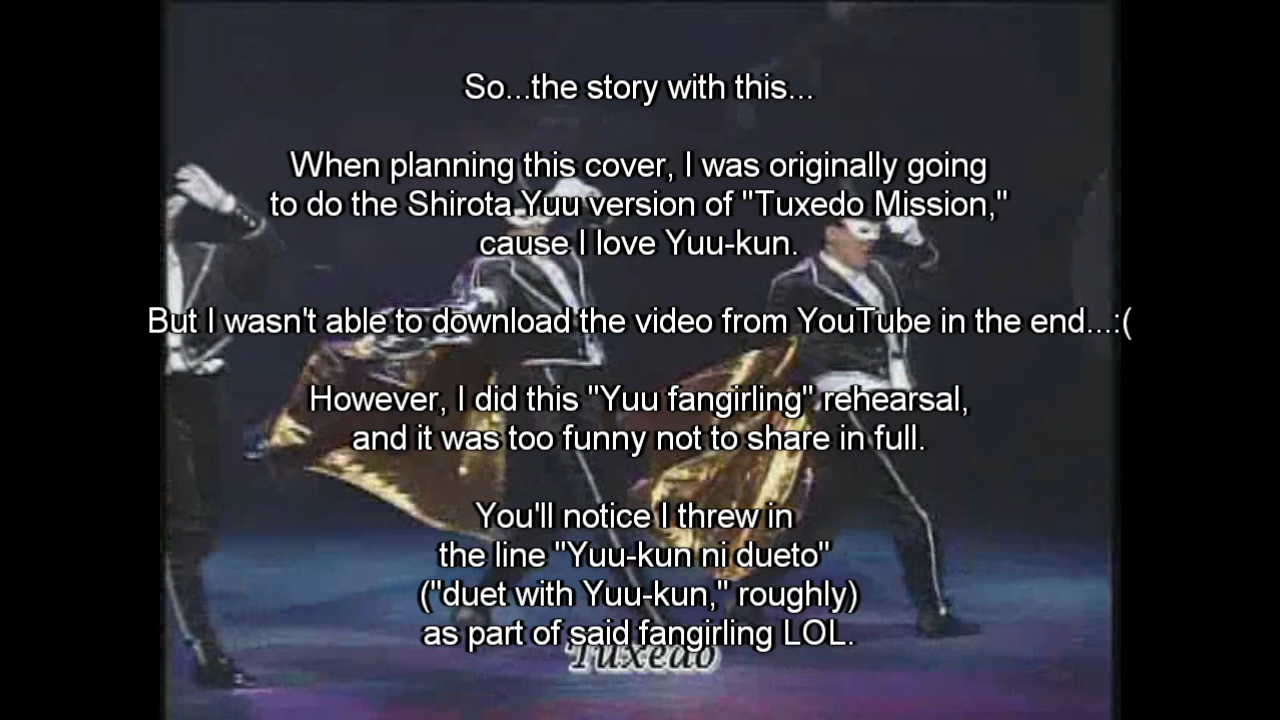 So...the story with this...
When planning this cover, I was originally going
to do the Shirota Yuu version of "Tuxedo Mission,"
cause I love Yuu-kun.
But I wasn't able to download the video from YouTube in the end...:(
However, I did this "Yuu fangirling" rehearsal,
and it was too funny not to share in full.
You'll notice I threw in
the line "Yuu-kun ni dueto"
("duet with Yuu-kun," roughly)
as part of said fangirling LOL.
Tuxedo